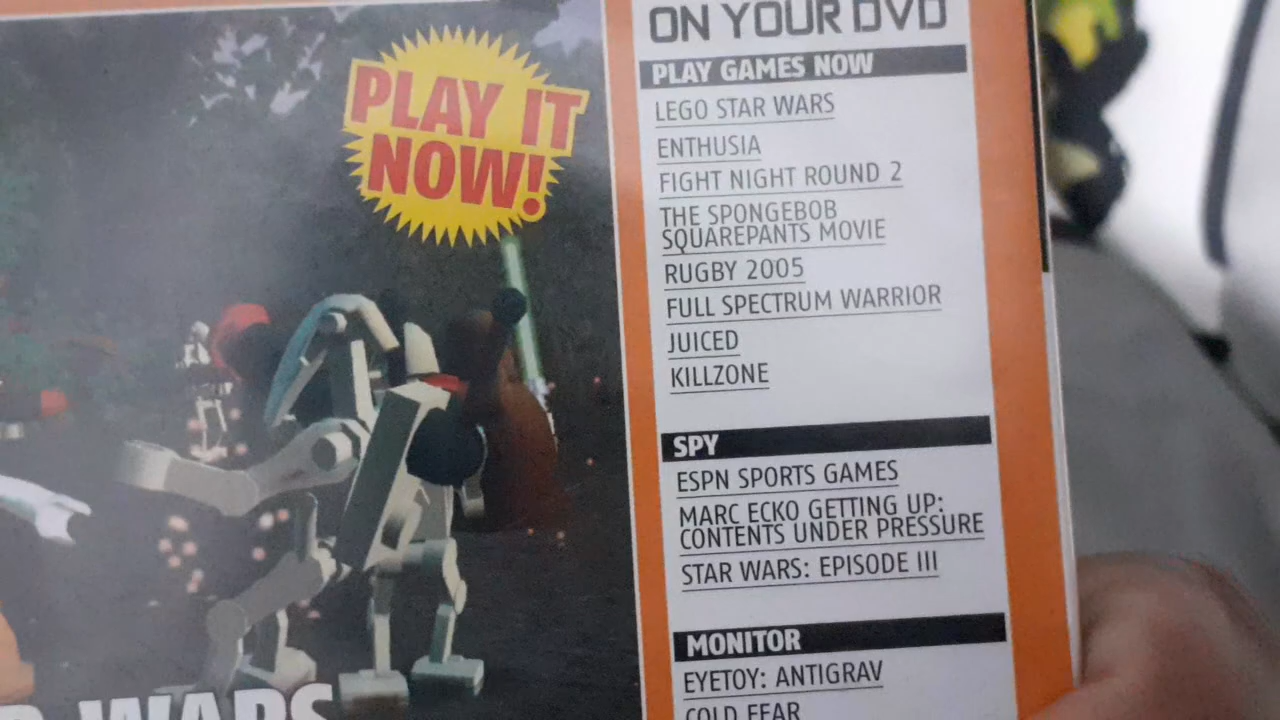 PLAY IT
NOW!
WARS
ON YOUR DVD
PLAY GAMES NOW
LEGO STAR WARS
ENTHUSIA
FIGHT NIGHT ROUND 2
THE SPONGEBOB
SQUAREPANTS MOVIE
RUGBY 2005
FULL SPECTRUM WARRIOR
JUICED
KILLZONE
SPY
ESPN SPORTS GAMES
MARC ECKO GETTING UP:
CONTENTS UNDER PRESSURE
STAR WARS: EPISODE III
MONITOR
EYETOY: ANTIGRAV
COLD FEAR